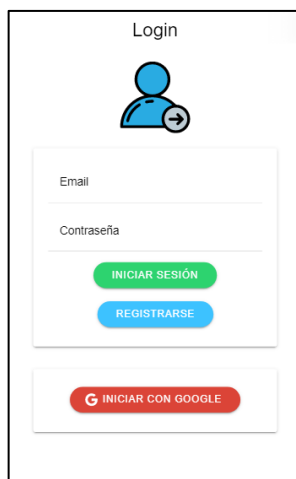 Login
Email
Contraseña
INICIAR SESIÓN
REGISTRARSE
INICIAR CON GOOGLE